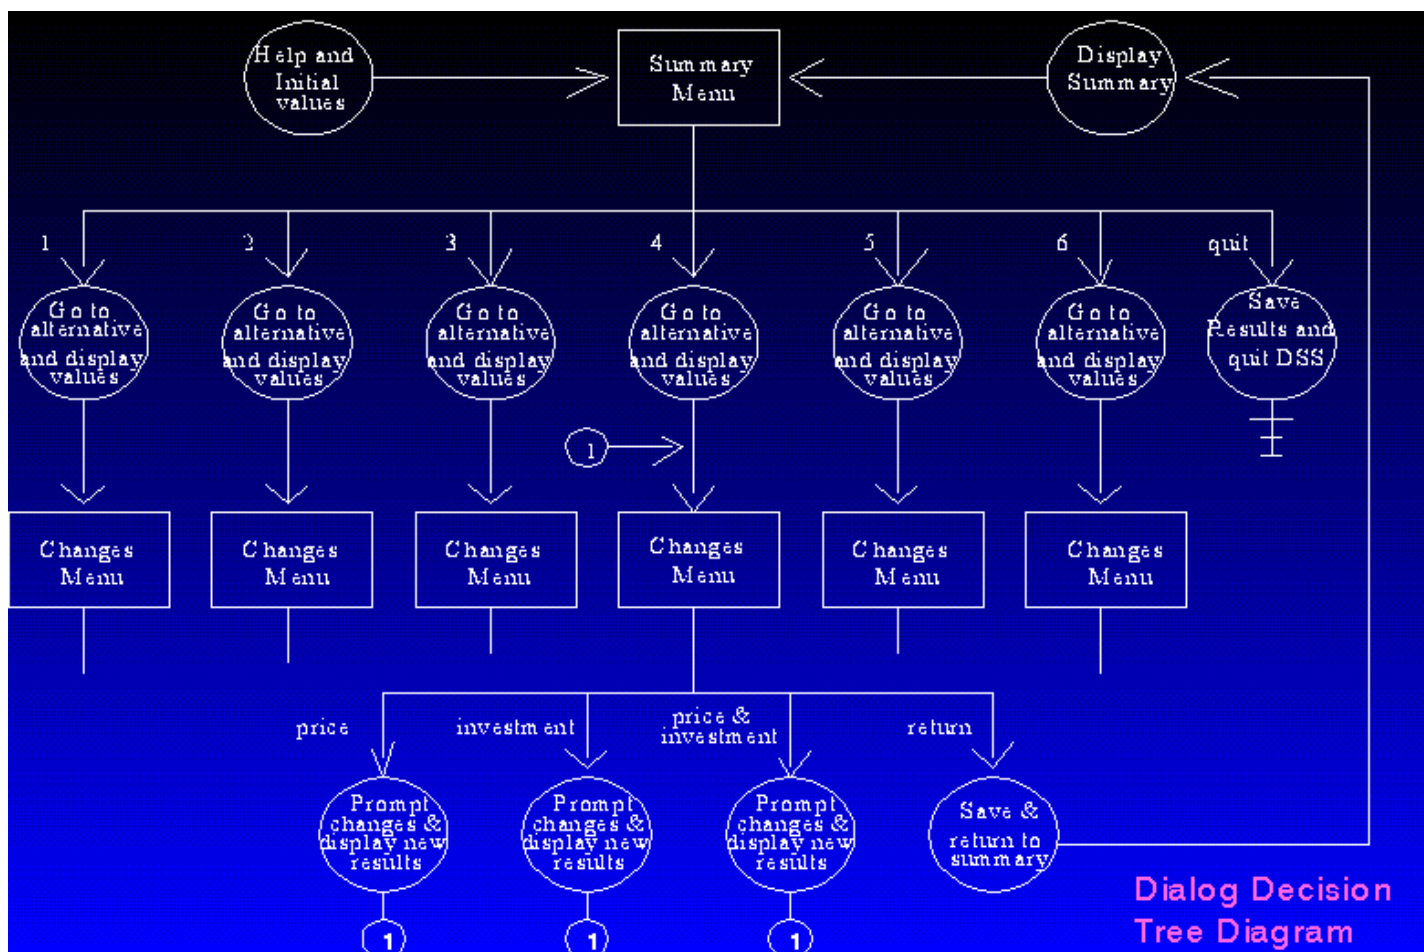 Help and
Initial
values
Summary
Menu
Display
Summary
1
2
3
4
5
6
quit
Go to
alternative
and display
values
Go to
alternative
and display
values
Go to
alternative
and display
values
Go to
alternative
and display
values
Go to
alternative
and display
values
Go to
alternative
and display
values
Save
Results and
quit DSS
1
Changes
Menu
Changes
Menu
Changes
Menu
Changes
Menu
Changes
Menu
Changes
Menu
price
investment
price &
investment
return
Prompt
changes &
display new
results
Prompt
changes &
display new
results
Prompt
changes &
display new
results
Save &
return to
summary
1
1
1
Dialog Decision
Tree Diagram